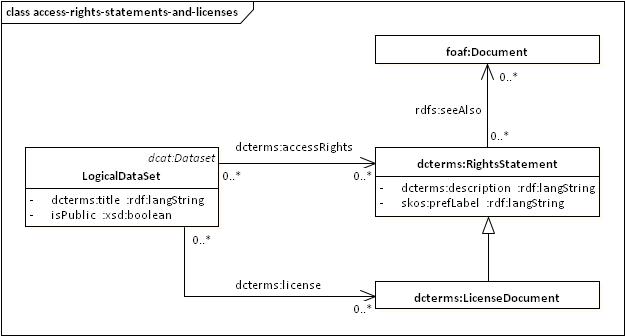 class access-rights-statements-and-licenses
foaf:Document
0..*
rdfs:seeAlso
0..*
dcat:Dataset
LogicalDataSet
- dcterms:title :rdf:langString
- isPublic :xsd:boolean
dcterms:accessRights
0..*
0..*
dcterms:RightsStatement
- dcterms:description :rdf:langString
- skos:prefLabel :rdf:langString
0..*
dcterms:license
0..*
dcterms:LicenseDocument